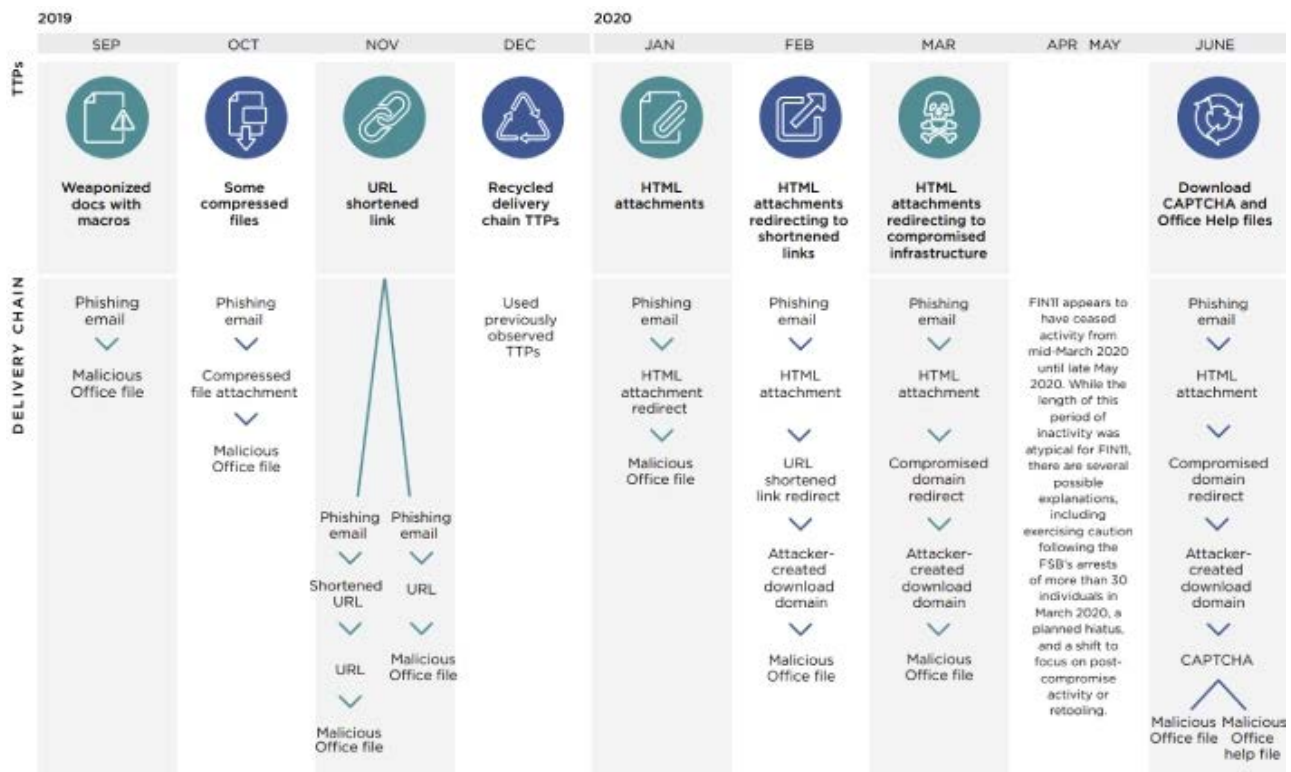 2019
2020
SEP
OCT
NOV
DEC
JAN
FEB
MAR
APR MAY
JUNE
TTPs
Weaponized
docs with
macros
Some
compressed
files
URL
shortened
link
Recycled
delivery
chain TTPs
HTML
attachments
HTML
attachments
redirecting to
shortnened
links
HTML
attachments
redirecting to
compromised
infrastructure
Download
CAPTCHA and
Office Help files
DELIVERY CHAIN
Phishing
email
Malicious
Office file
Phishing
email
Compressed
file attachment
Malicious
Office file
Phishing
email
Shortened
URL
URL
Malicious
Office file
Phishing
email
URL
Malicious
Office file
Used
previously
observed
TTPs
Phishing
email
HTML
attachment
redirect
Malicious
Office file
Phishing
email
HTML
attachment
URL
shortened
link redirect
Attacker-
created
download
domain
Malicious
Office file
Phishing
email
HTML
attachment
Compromised
domain
redirect
Attacker-
created
download
domain
Malicious
Office file
FIN11 appears to
have ceased
activity from
mid-March 2020
until late May
2020. While the
length of this
period of
inactivity was
atypical for FIN11,
there are several
possible
explanations,
including
exercising caution
following the
FSB's arrests
of more than 30
individuals in
March 2020, a
planned hiatus,
and a shift to
focus on post-
compromise
activity or
retooling.
Phishing
email
HTML
attachment
Compromised
domain
redirect
Attacker-
created
download
domain
CAPTCHA
Malicious
Office file
Malicious
Office
help file